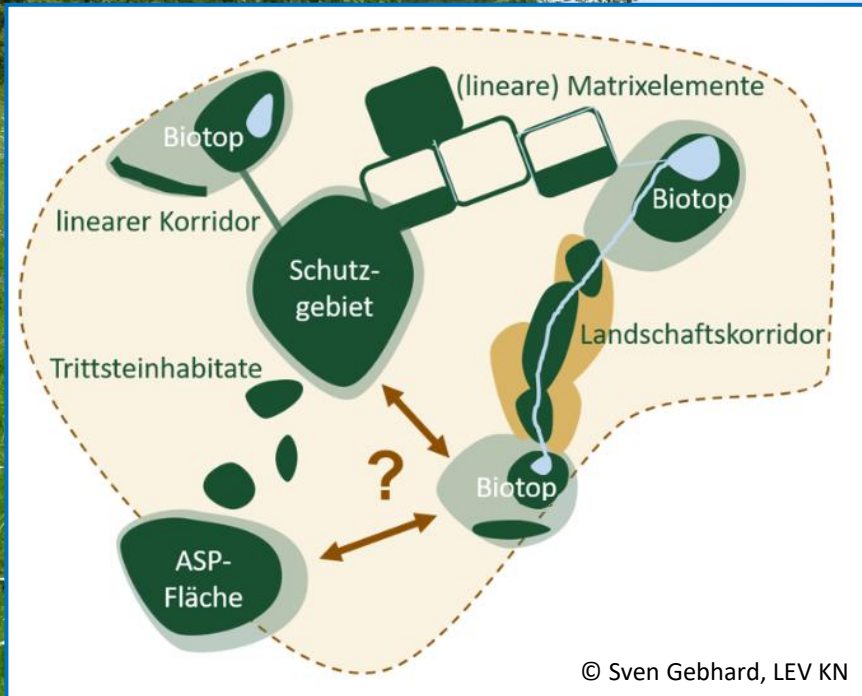 (lineare) Matrixelemente
Biotop
linearer Korridor
Biotop
Schutz-
gebiet
Landschaftskorridor
Trittsteinhabitate
?
Biotop
ASP-
Fläche
© Sven Gebhard, LEV KN